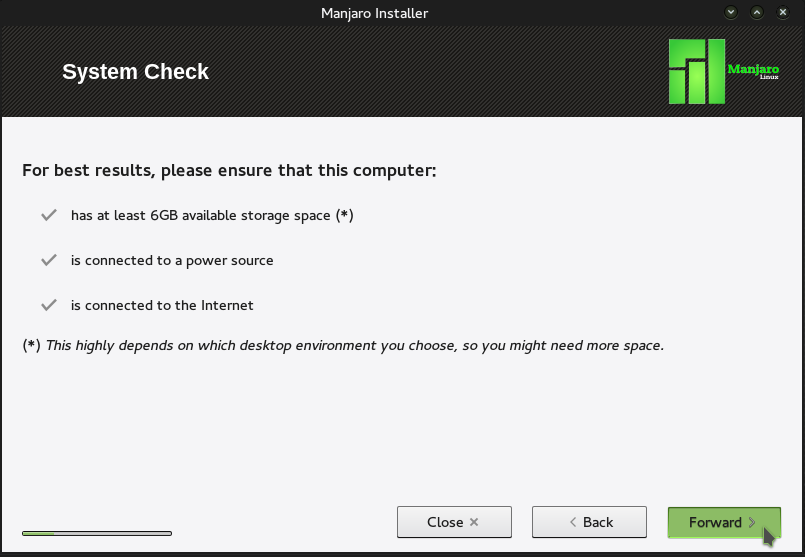 Manjaro Installer
System Check
Manjaro
Linux
For best results, please ensure that this computer:
has at least 6GB available storage space (*)
is connected to a power source
is connected to the Internet
(*) This highly depends on which desktop environment you choose, so you might need more space.
Close
Back
Forward